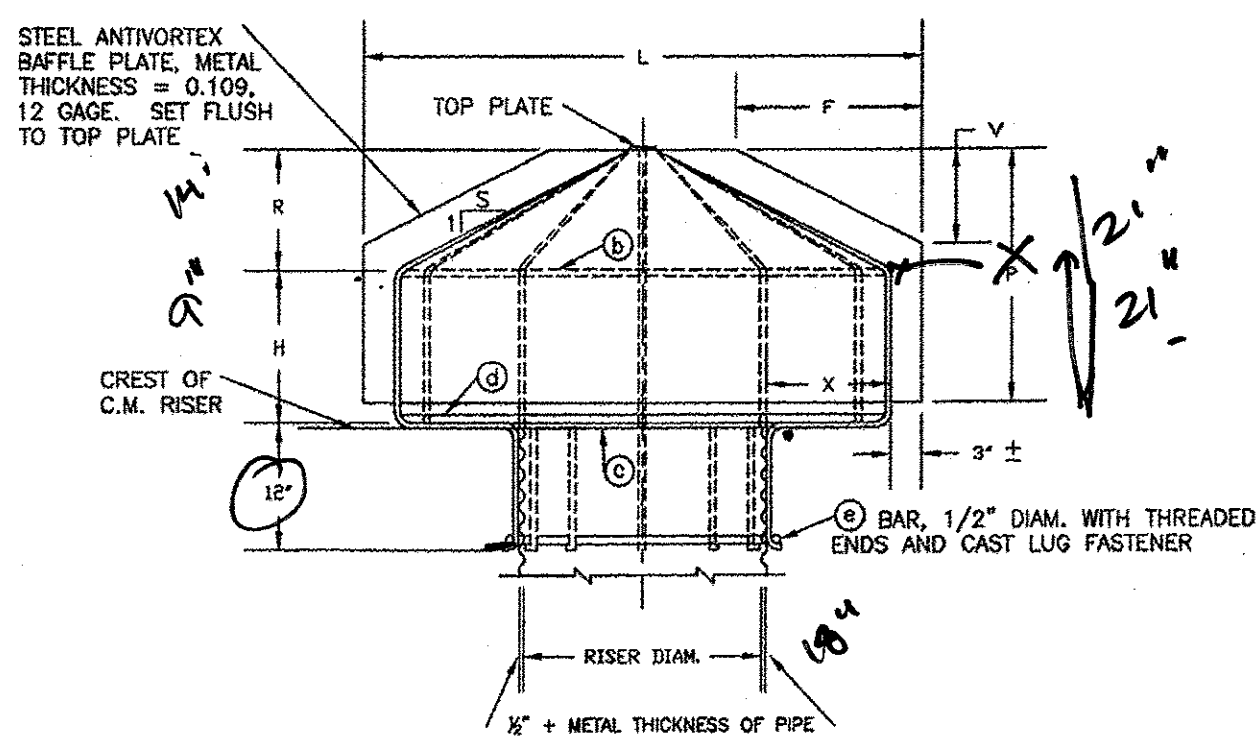 STEEL ANTIVORTEX
BAFFLE PLATE, METAL
THICKNESS = 0.109,
12 GAGE. SET FLUSH
TO TOP PLATE
TOP PLATE
L
F
V
R
S
1
b
21"
21"
9"
H
CREST OF
C.M. RISER
d
X
c
3" ±
12"
e BAR, 1/2" DIAM. WITH THREADED
ENDS AND CAST LUG FASTENER
18"
RISER DIAM.
½" + METAL THICKNESS OF PIPE